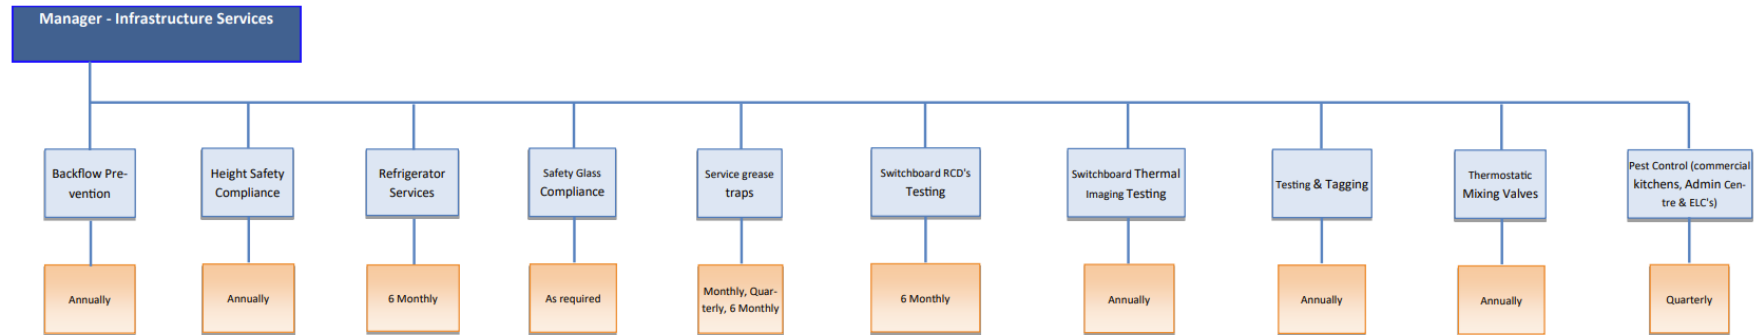 Manager - Infrastructure Services
Backflow Pre-
vention
Height Safety
Compliance
Refrigerator
Services
Safety Glass
Compliance
Service grease
traps
Switchboard RCD's
Testing
Switchboard Thermal
Imaging Testing
Testing & Tagging
Thermostatic
Mixing Valves
Pest Control (commercial
kitchens, Admin Cen-
tre & ELC's)
Annually
Annually
6 Monthly
As required
Monthly, Quar-
terly, 6 Monthly
6 Monthly
Annually
Annually
Annually
Quarterly